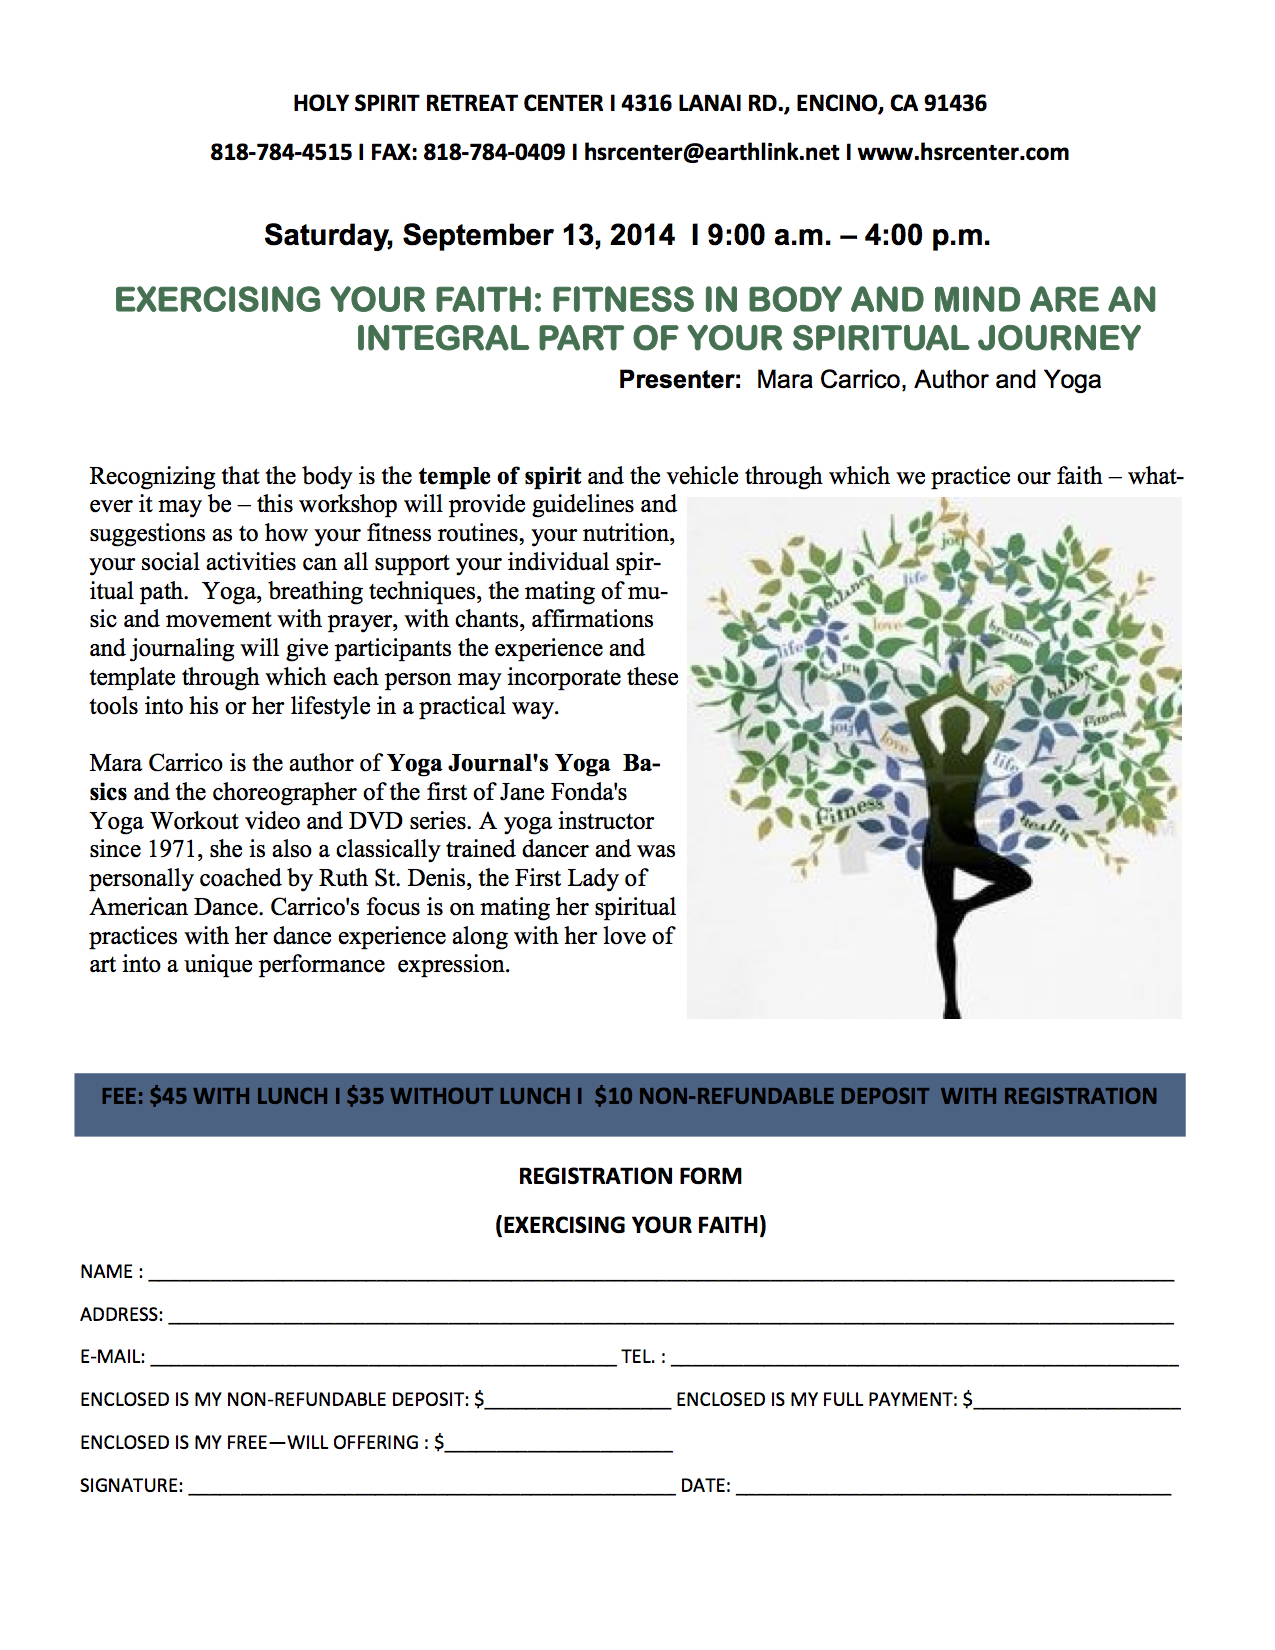 HOLY SPIRIT RETREAT CENTER I 4316 LANAI RD., ENCINO, CA 91436
818-784-4515 I FAX: 818-784-0409 I hsrcenter@earthlink.net I www.hsrcenter.com
Saturday, September 13, 2014 I 9:00 a.m. – 4:00 p.m.
EXERCISING YOUR FAITH: FITNESS IN BODY AND MIND ARE AN
INTEGRAL PART OF YOUR SPIRITUAL JOURNEY
Presenter: Mara Carrico, Author and Yoga
Recognizing that the body is the temple of spirit and the vehicle through which we practice our faith – what-
ever it may be – this workshop will provide guidelines and
suggestions as to how your fitness routines, your nutrition,
your social activities can all support your individual spir-
itual path. Yoga, breathing techniques, the mating of mu-
sic and movement with prayer, with chants, affirmations
and journaling will give participants the experience and
template through which each person may incorporate these
tools into his or her lifestyle in a practical way.
Mara Carrico is the author of Yoga Journal's Yoga Ba-
sics and the choreographer of the first of Jane Fonda's
Yoga Workout video and DVD series. A yoga instructor
since 1971, she is also a classically trained dancer and was
personally coached by Ruth St. Denis, the First Lady of
American Dance. Carrico's focus is on mating her spiritual
practices with her dance experience along with her love of
art into a unique performance expression.
joy
balance
life
love
breathe
life
health
love
balance
Fitness
joy
love
life
Fitness
health
FEE: $45 WITH LUNCH I $35 WITHOUT LUNCH I $10 NON-REFUNDABLE DEPOSIT WITH REGISTRATION
REGISTRATION FORM
(EXERCISING YOUR FAITH)
NAME : ____________________
ADDRESS: ____________________
E-MAIL: ____________________ TEL. : ____________________
ENCLOSED IS MY NON-REFUNDABLE DEPOSIT: $____________________ ENCLOSED IS MY FULL PAYMENT: $____________________
ENCLOSED IS MY FREE—WILL OFFERING : $____________________
SIGNATURE: ____________________ DATE: ____________________